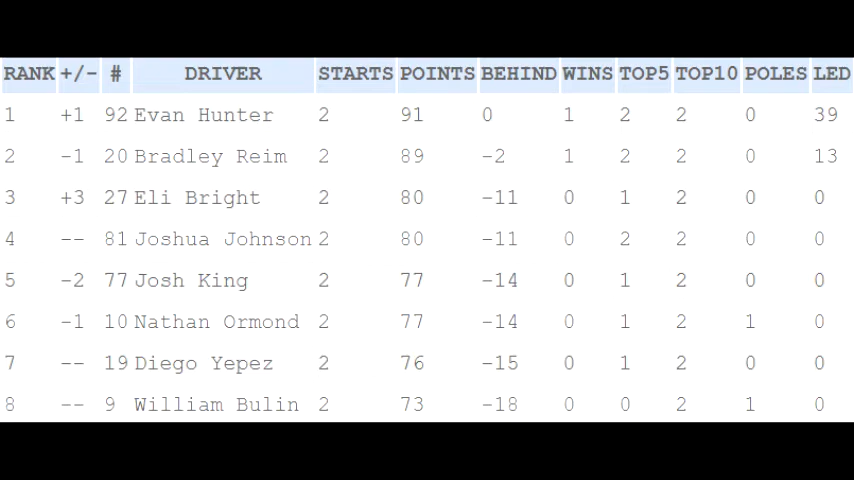 RANK +/- # DRIVER STARTS POINTS BEHIND WINS TOP5 TOP10 POLES LED
1 +1 92 Evan Hunter 2 91 0 1 2 2 0 39
2 -1 20 Bradley Reim 2 89 -2 1 2 2 0 13
3 +3 27 Eli Bright 2 80 -11 0 1 2 0 0
4 -- 81 Joshua Johnson 2 80 -11 0 2 2 0 0
5 -2 77 Josh King 2 77 -14 0 1 2 0 0
6 -1 10 Nathan Ormond 2 77 -14 0 1 2 1 0
7 -- 19 Diego Yepez 2 76 -15 0 1 2 0 0
8 -- 9 William Bulin 2 73 -18 0 0 2 1 0